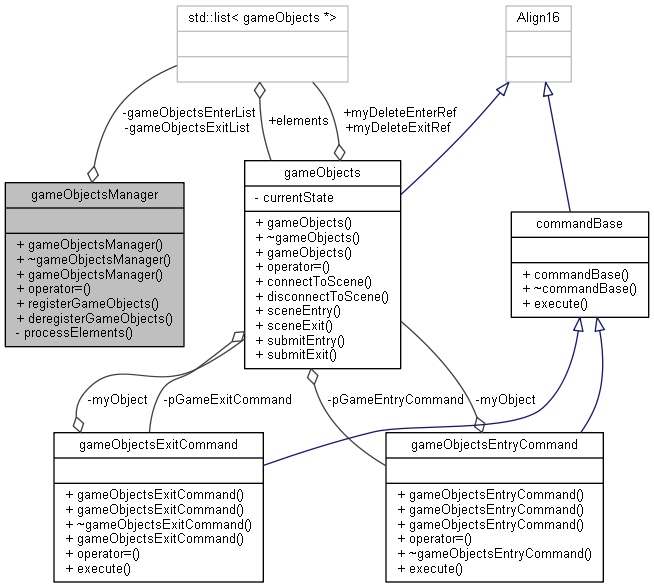 std::list< gameObjects *>
Align16
-gameObjectsEnterList
-gameObjectsExitList
+elements
+myDeleteEnterRef
+myDeleteExitRef
gameObjectsManager
+ gameObjectsManager()
+ ~gameObjectsManager()
+ gameObjectsManager()
+ operator=()
+ registerGameObjects()
+ deregisterGameObjects()
- processElements()
gameObjects
- currentState
+ gameObjects()
+ ~gameObjects()
+ gameObjects()
+ operator=()
+ connectToScene()
+ disconnectToScene()
+ sceneEntry()
+ sceneExit()
+ submitEntry()
+ submitExit()
commandBase
+ commandBase()
+ ~commandBase()
+ execute()
-myObject
-pGameExitCommand
-pGameEntryCommand
-myObject
gameObjectsExitCommand
+ gameObjectsExitCommand()
+ gameObjectsExitCommand()
+ ~gameObjectsExitCommand()
+ gameObjectsExitCommand()
+ operator=()
+ execute()
gameObjectsEntryCommand
+ gameObjectsEntryCommand()
+ gameObjectsEntryCommand()
+ gameObjectsEntryCommand()
+ operator=()
+ ~gameObjectsEntryCommand()
+ execute()